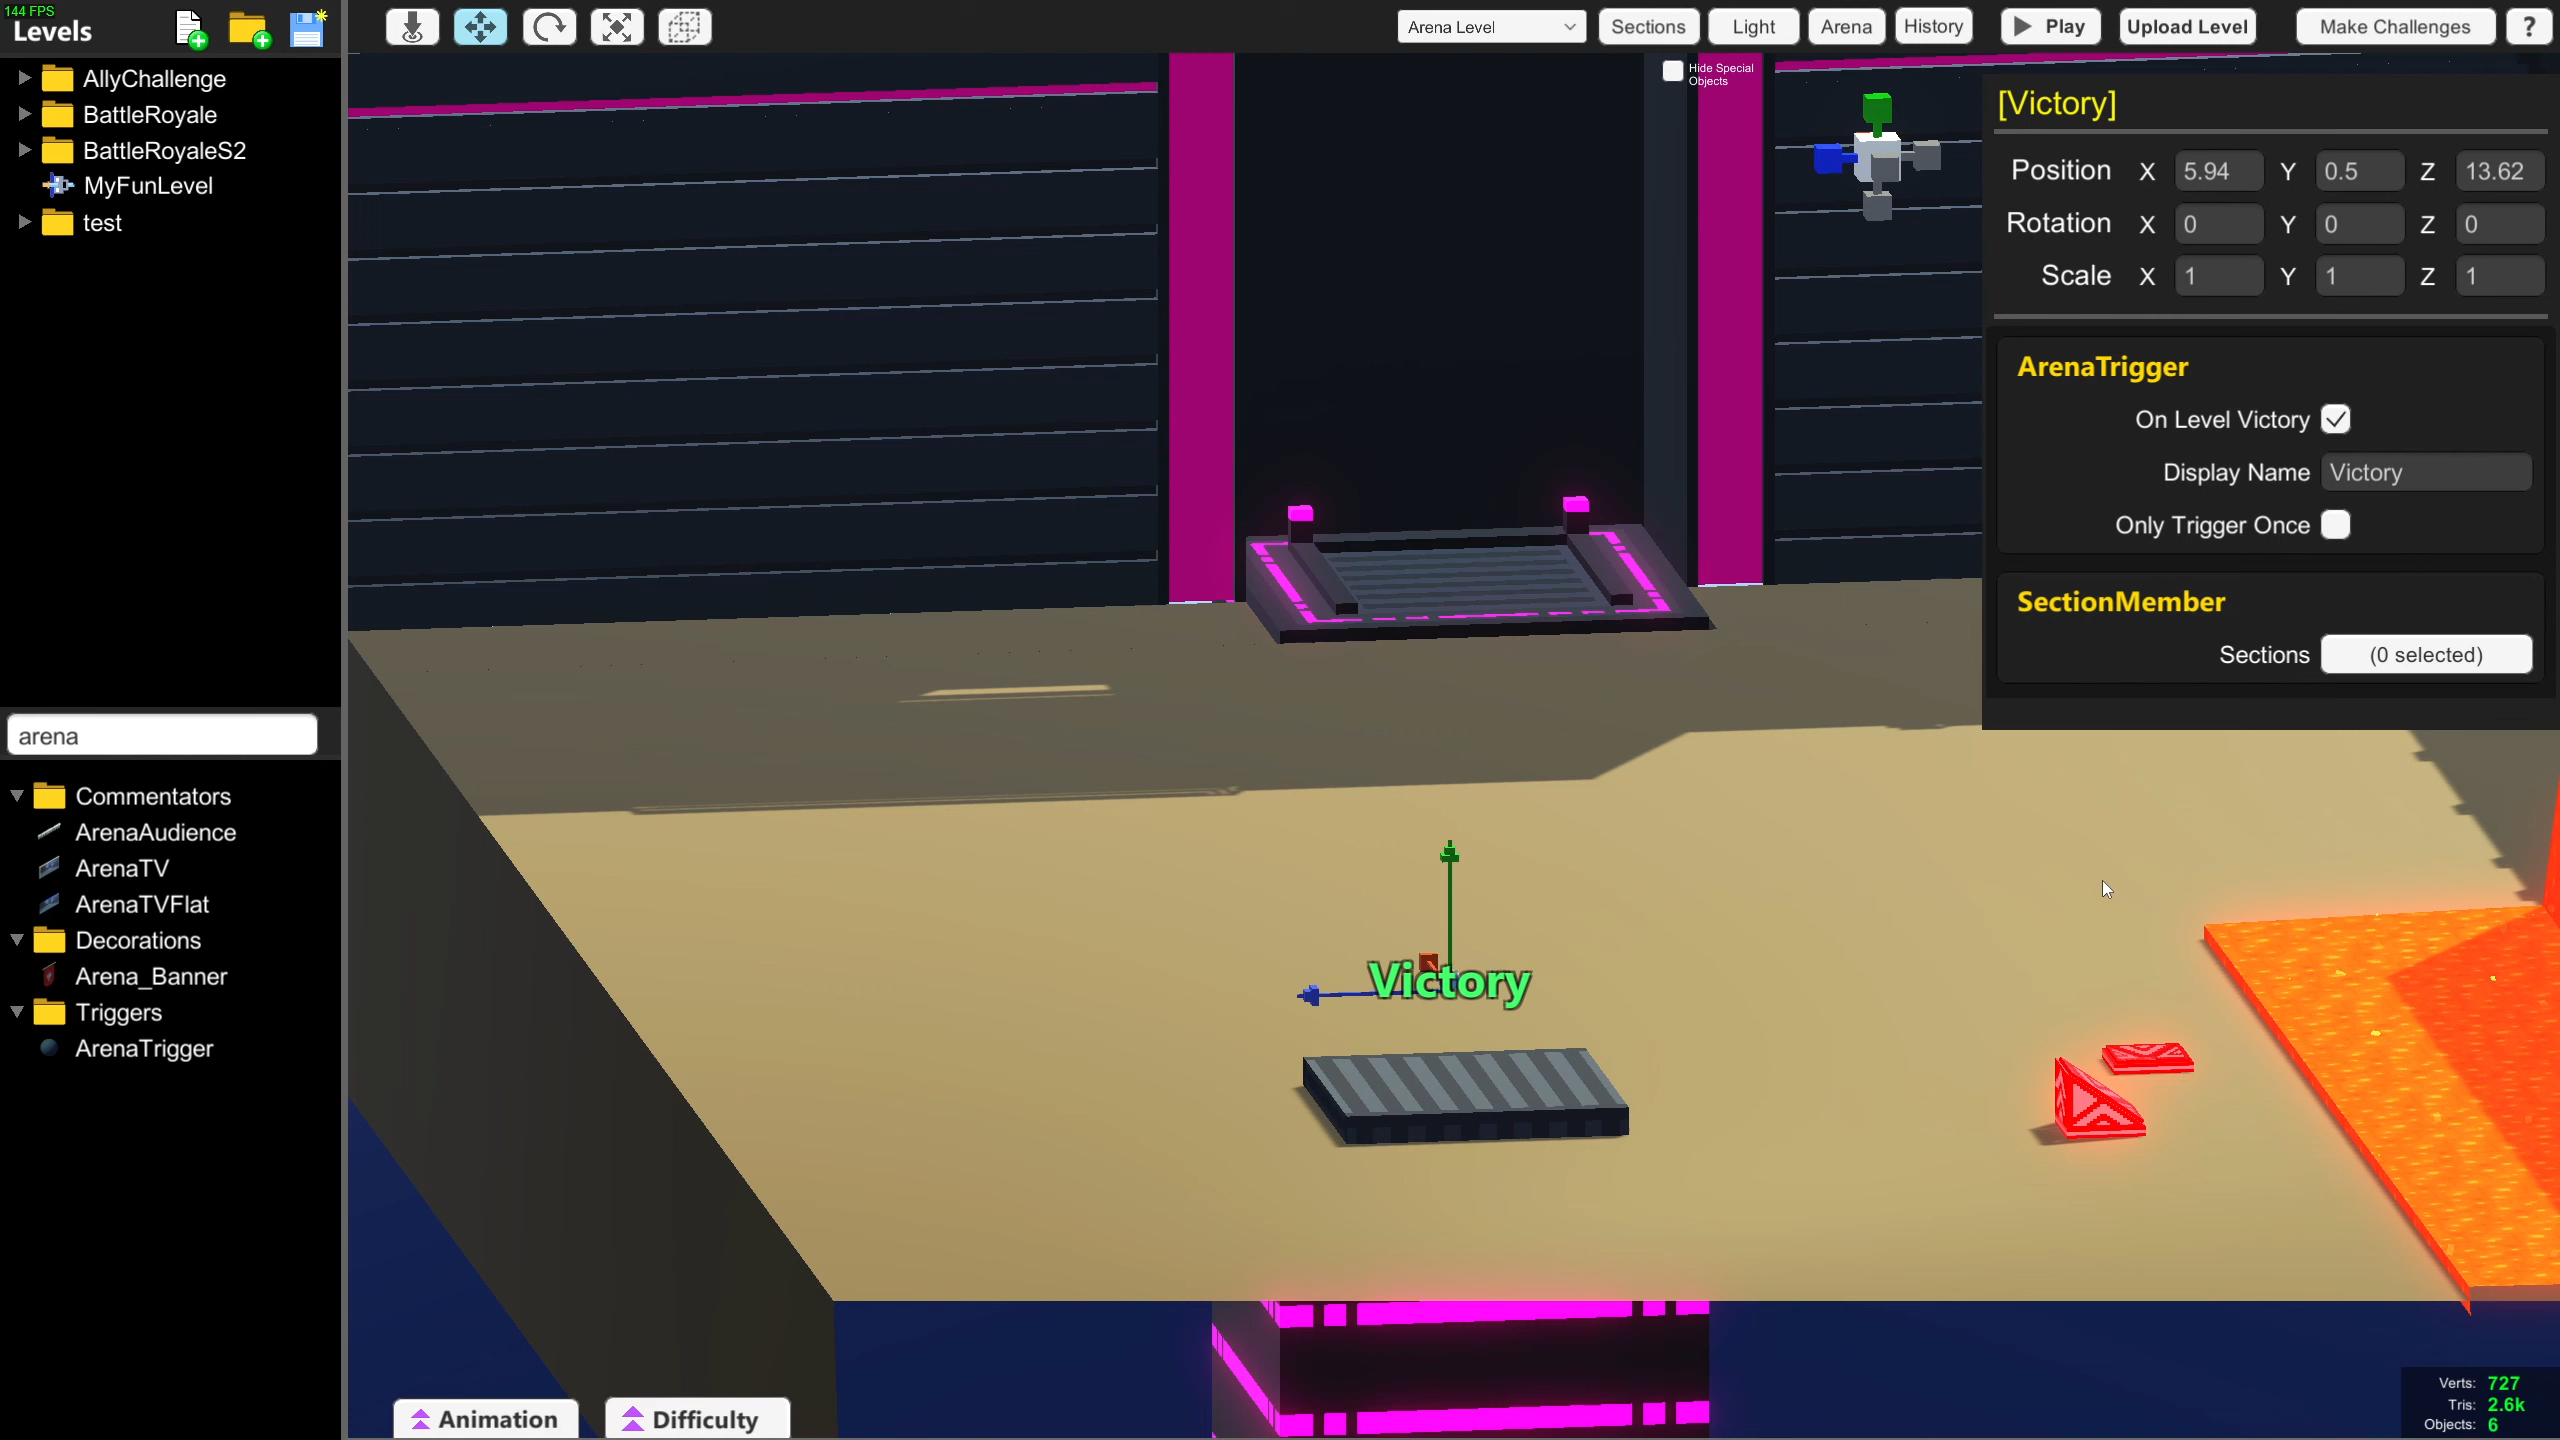 144 FPS
Levels
Arena Level
Sections
Light
Arena
History
Play
Upload Level
Make Challenges
?
AllyChallenge
BattleRoyale
BattleRoyaleS2
MyFunLevel
test
Hide Special
Objects
[Victory]
Position X 5.94 Y 0.5 Z 13.62
Rotation X 0 Y 0 Z 0
Scale X 1 Y 1 Z 1
ArenaTrigger
On Level Victory
Display Name Victory
Only Trigger Once
SectionMember
Sections (0 selected)
arena
Commentators
ArenaAudience
ArenaTV
ArenaTVFlat
Decorations
Arena_Banner
Triggers
ArenaTrigger
Victory
Animation
Difficulty
Verts: 727
Tris: 2.6k
Objects: 6